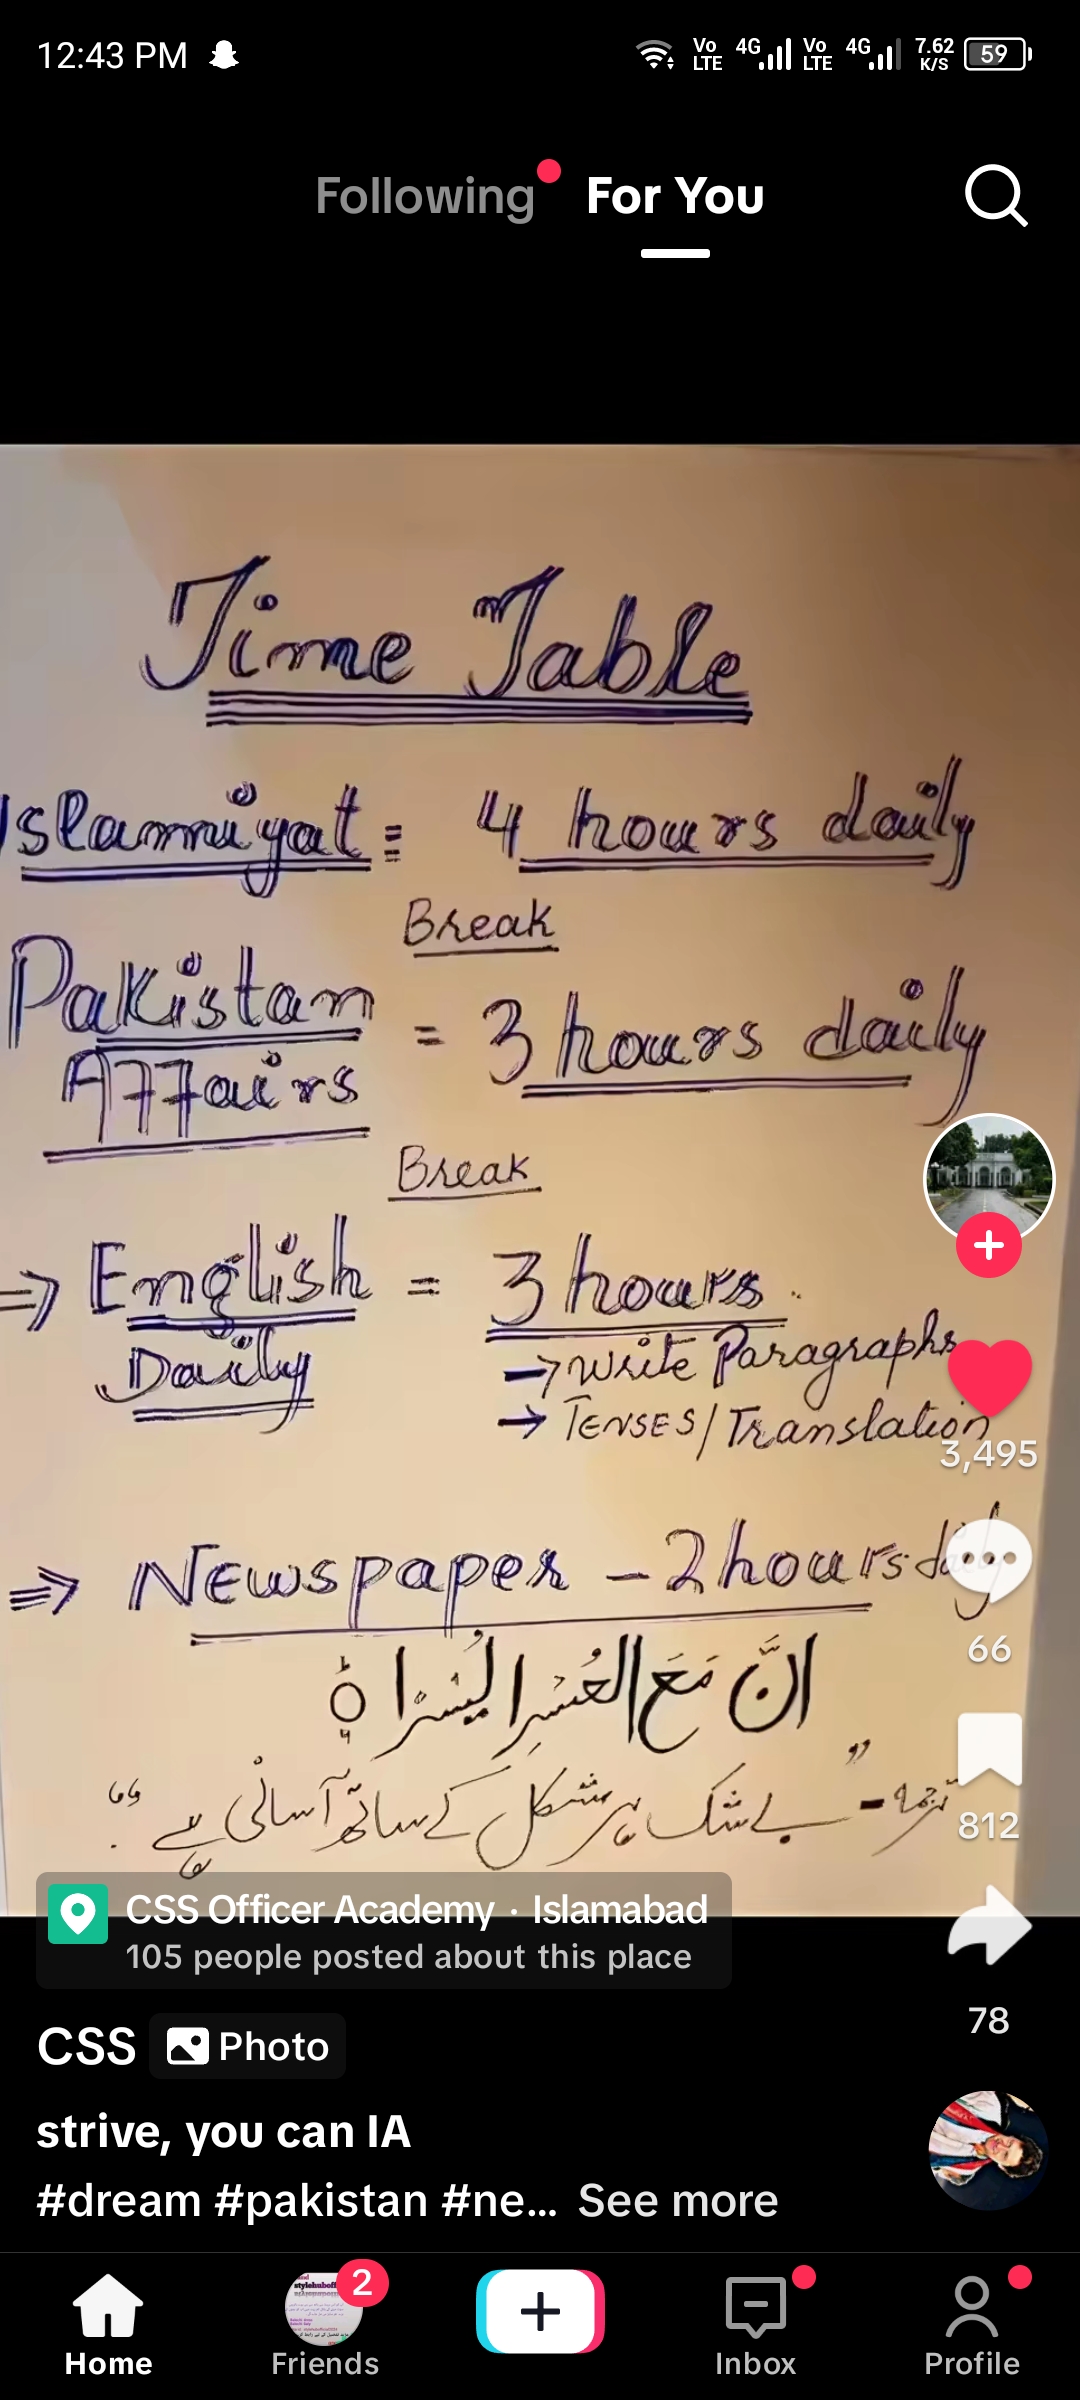 12:43 PM
Vo LTE 4G Vo LTE 4G 7.62 K/S 59
Following For You
Time Table
Islamiyat = 4 hours daily
Break
Pakistan Affairs = 3 hours daily
Break
⇒ English Daily = 3 hours
→ Write Paragraphs
→ TENSES/Translation
⇒ Newspaper - 2 hours daily
انَّ مَعَ العُسرِ یُسْرًا
ترجمہ - "بے شک ہر مشکل کے ساتھ آسانی ہے"
3,495
66
812
78
CSS Officer Academy · Islamabad
105 people posted about this place
CSS Photo
strive, you can IA
#dream #pakistan #ne... See more
2
Home Friends Inbox Profile